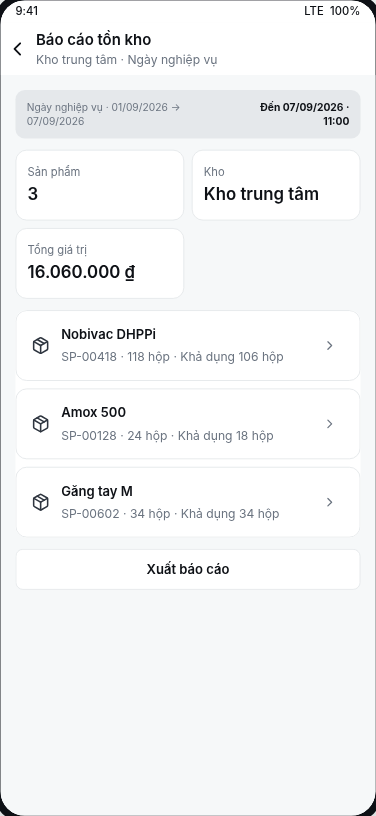 9:41
LTE 100%
Báo cáo tồn kho
Kho trung tâm · Ngày nghiệp vụ
Ngày nghiệp vụ · 01/09/2026 →
07/09/2026
Đến 07/09/2026 ·
11:00
Sản phẩm
3
Kho
Kho trung tâm
Tổng giá trị
16.060.000 ₫
Nobivac DHPPi
SP-00418 · 118 hộp · Khả dụng 106 hộp
Amox 500
SP-00128 · 24 hộp · Khả dụng 18 hộp
Găng tay M
SP-00602 · 34 hộp · Khả dụng 34 hộp
Xuất báo cáo